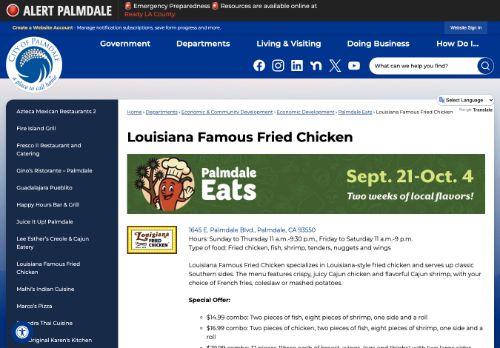 ALERT PALMDALE
🚨 Emergency Preparedness 🚨 Resources are available online at
Ready LA County.
Create a Website Account - Manage notification subscriptions, save form progress and more.
Website Sign In
CITY OF PALMDALE
a place to call home
Government
Departments
Living & Visiting
Doing Business
How Do I...
What can we help you find?
Select Language
Google Translate
Azteca Mexican Restaurants 2
Fire Island Grill
Fresco II Restaurant and
Catering
Gino's Ristorante – Palmdale
Guadalajara Pueblito
Happy Hours Bar & Grill
Juice It Up! Palmdale
Lee Esther's Creole & Cajun
Eatery
Louisiana Famous Fried
Chicken
Mathi's Indian Cuisine
Marco's Pizza
Thai Cuisine
Original Karen's Kitchen
Home › Departments › Economic & Community Development › Economic Development › Palmdale Eats › Louisiana Famous Fried Chicken
Louisiana Famous Fried Chicken
Palmdale
Eats
Sept. 21-Oct. 4
Two weeks of local flavors!
Louisiana
FRIED
CHICKEN
1645 E. Palmdale Blvd., Palmdale, CA 93550
Hours: Sunday to Thursday 11 a.m.-9:30 p.m., Friday to Saturday 11 a.m.-9 p.m.
Type of food: Fried chicken, fish, shrimp, tenders, nuggets and wings
Louisiana Famous Fried Chicken specializes in Louisiana-style fried chicken and serves up classic
Southern sides. The menu features crispy, juicy Cajun chicken and flavorful Cajun shrimp, with your
choice of French fries, coleslaw or mashed potatoes.
Special Offer:
• $14.99 combo: Two pieces of fish, eight pieces of shrimp, one side and a
roll
• $16.99 combo: Two pieces of chicken, two pieces of fish, eight pieces of shrimp, one side and a
roll